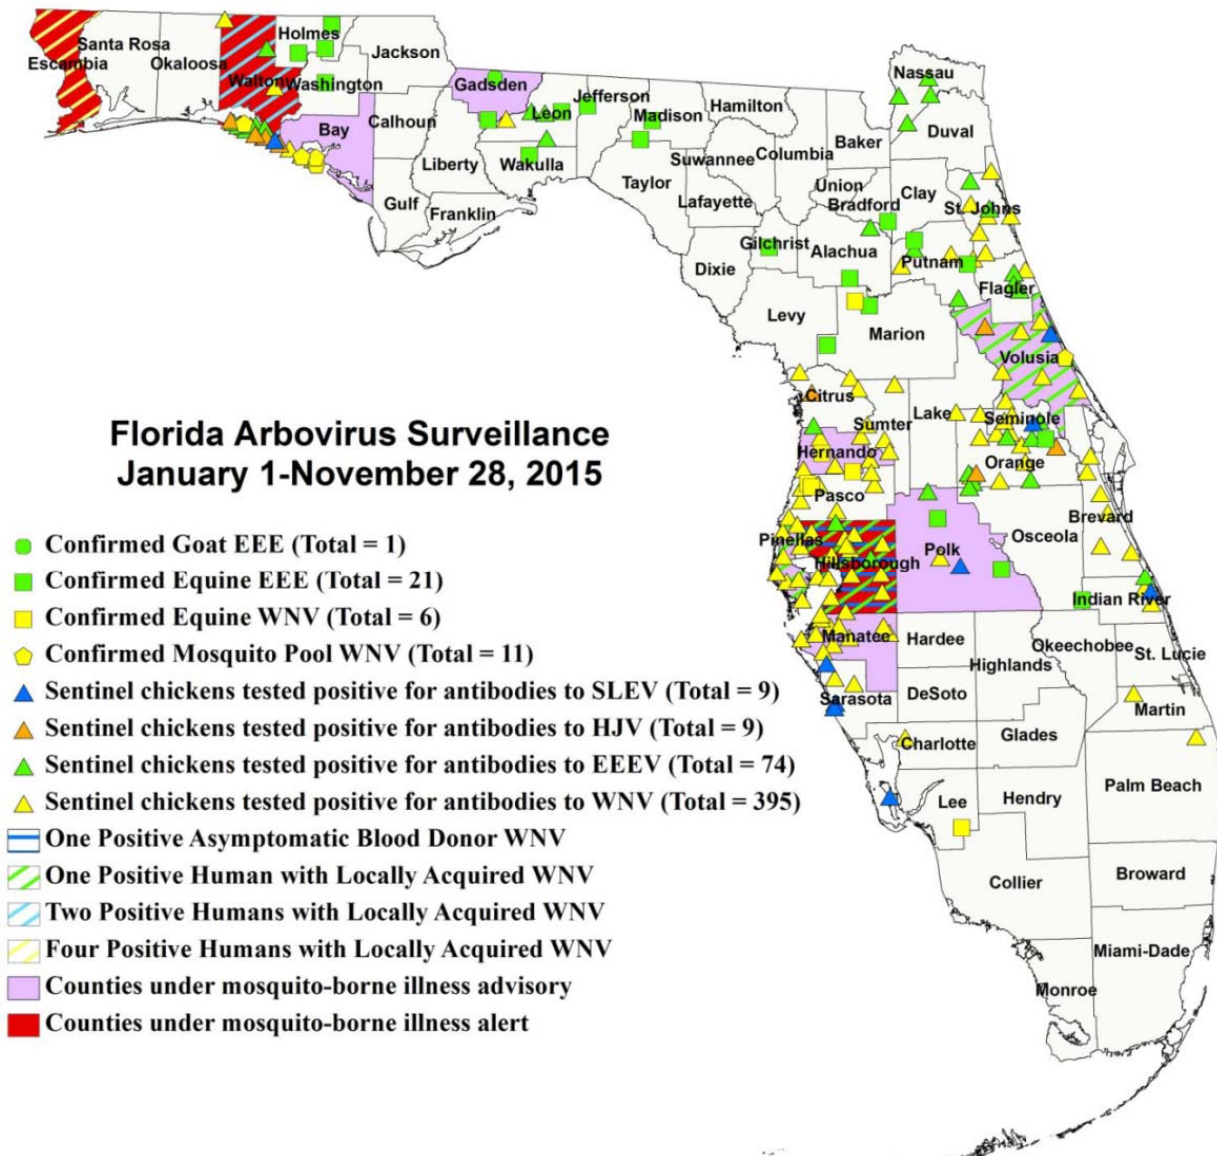 Nassau
Holmes
Santa Rosa
Jackson
Escambia
Okaloosa
Walton
Washington
Gadsden
Jefferson
Leon
Madison
Hamilton
Duval
Bay
Calhoun
Baker
Suwannee
Columbia
Liberty
Wakulla
Taylor
Union
Clay
Lafayette
Bradford
St. Johns
Gulf
Franklin
Gilchrist
Alachua
Dixie
Putnam
Flagler
Levy
Marion
Volusia
Citrus
Lake
Sumter
Seminole
Florida Arbovirus Surveillance
January 1-November 28, 2015
Hernando
Orange
Pasco
Brevard
Pinellas
Osceola
Polk
Hillsborough
Indian River
Manatee
Hardee
Okeechobee
St. Lucie
Highlands
DeSoto
Sarasota
Martin
Glades
Charlotte
Palm Beach
Lee
Hendry
Broward
Collier
Miami-Dade
Monroe
Confirmed Goat EEE (Total = 1)
Confirmed Equine EEE (Total = 21)
Confirmed Equine WNV (Total = 6)
Confirmed Mosquito Pool WNV (Total = 11)
Sentinel chickens tested positive for antibodies to SLEV (Total = 9)
Sentinel chickens tested positive for antibodies to HJV (Total = 9)
Sentinel chickens tested positive for antibodies to EEEV (Total = 74)
Sentinel chickens tested positive for antibodies to WNV (Total = 395)
One Positive Asymptomatic Blood Donor WNV
One Positive Human with Locally Acquired WNV
Two Positive Humans with Locally Acquired WNV
Four Positive Humans with Locally Acquired WNV
Counties under mosquito-borne illness advisory
Counties under mosquito-borne illness alert